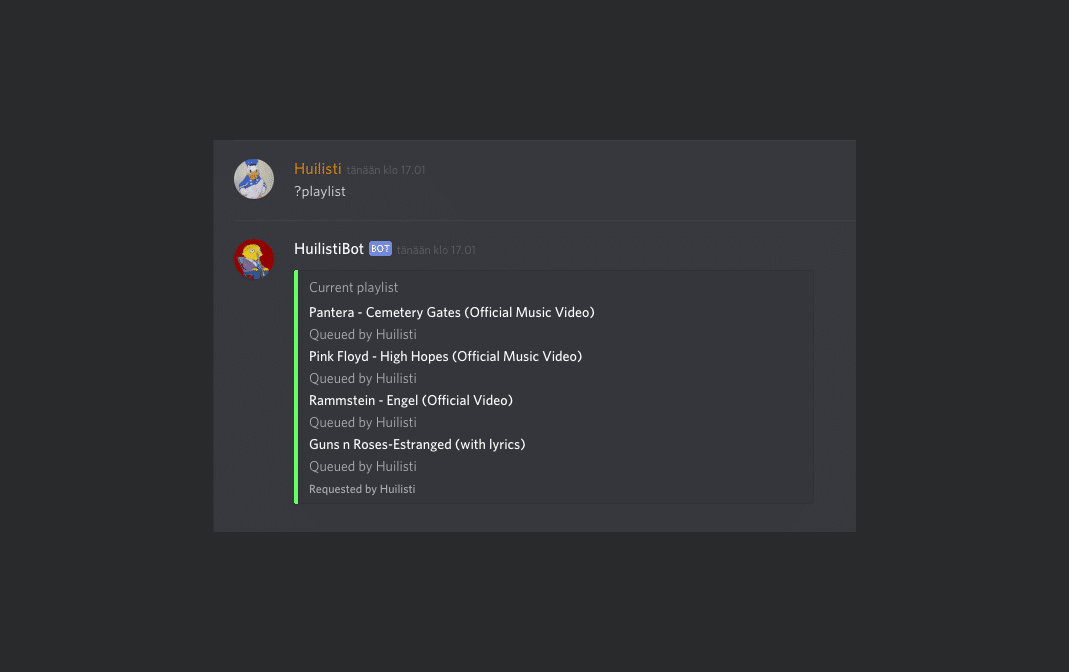 Huilisti tänään klo 17.01
?playlist
HuilistiBot BOT tänään klo 17.01
Current playlist
Pantera - Cemetery Gates (Official Music Video)
Queued by Huilisti
Pink Floyd - High Hopes (Official Music Video)
Queued by Huilisti
Rammstein - Engel (Official Video)
Queued by Huilisti
Guns n Roses-Estranged (with lyrics)
Queued by Huilisti
Requested by Huilisti